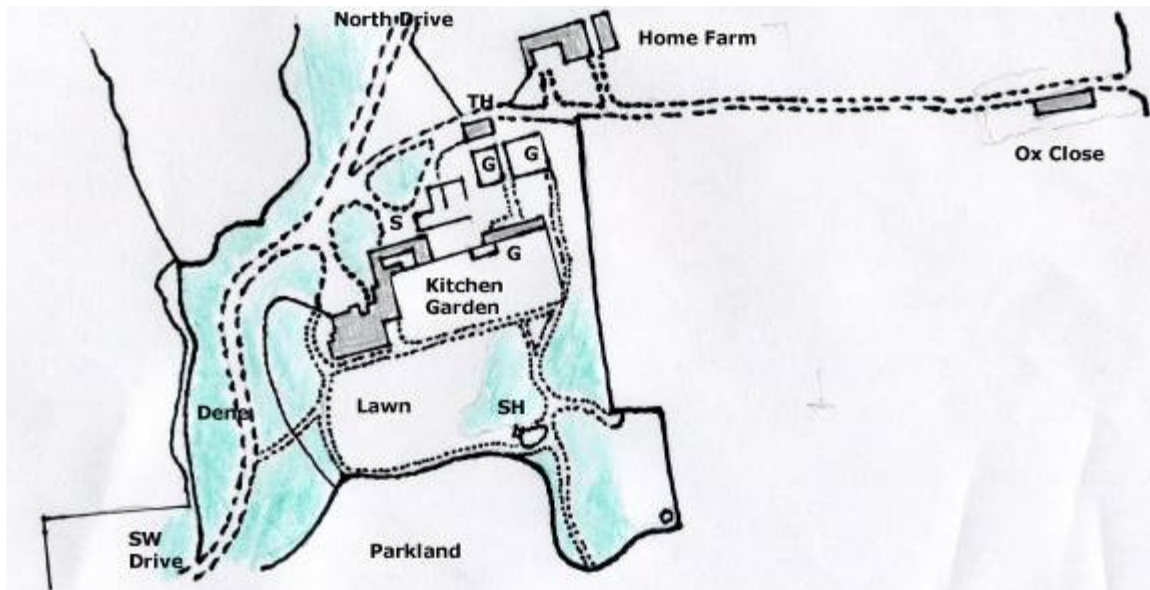 North Drive
Home Farm
TH
Ox Close
G
G
S
G
Kitchen
Garden
Lawn
SH
Dene
SW
Drive
Parkland